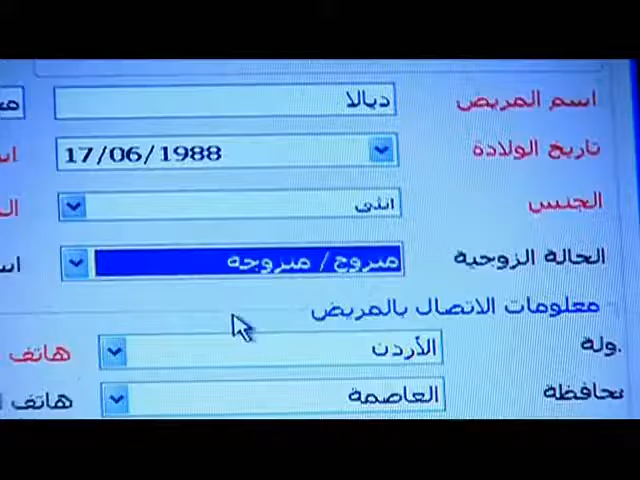 اسم المريض ديالا
تاريخ الولادة 17/06/1988
الجنس انثى
الحالة الزوجية متزوج / متزوجة
معلومات الاتصال بالمريض
الأردن هاتف
العاصمة هاتف